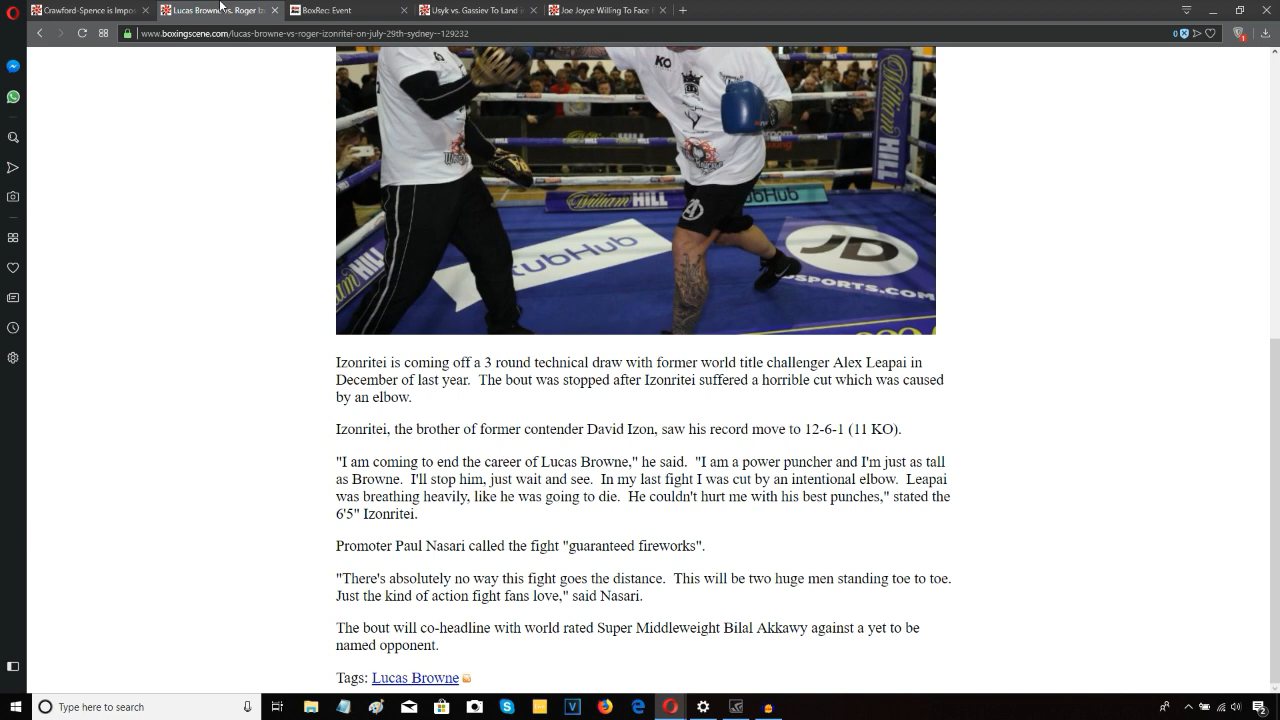 Crawford-Spence is Impos
Lucas Browne vs. Roger Iz
BoxRec: Event
Usyk vs. Gassiev To Land i
Joe Joyce Willing To Face
www.boxingscene.com/lucas-browne-vs-roger-izonritei-on-july-29th-sydney--129232
0
KO
William HILL
William HILL
William HILL
StubHub
JD
SPORTS.COM
Izonritei is coming off a 3 round technical draw with former world title challenger Alex Leapai in
December of last year. The bout was stopped after Izonritei suffered a horrible cut which was caused
by an elbow.
Izonritei, the brother of former contender David Izon, saw his record move to 12-6-1 (11 KO).
"I am coming to end the career of Lucas Browne," he said. "I am a power puncher and I'm just as tall
as Browne. I'll stop him, just wait and see. In my last fight I was cut by an intentional elbow. Leapai
was breathing heavily, like he was going to die. He couldn't hurt me with his best punches," stated the
6'5" Izonritei.
Promoter Paul Nasari called the fight "guaranteed fireworks".
"There's absolutely no way this fight goes the distance. This will be two huge men standing toe to toe.
Just the kind of action fight fans love," said Nasari.
The bout will co-headline with world rated Super Middleweight Bilal Akkawy against a yet to be
named opponent.
Tags: Lucas Browne
Type here to search